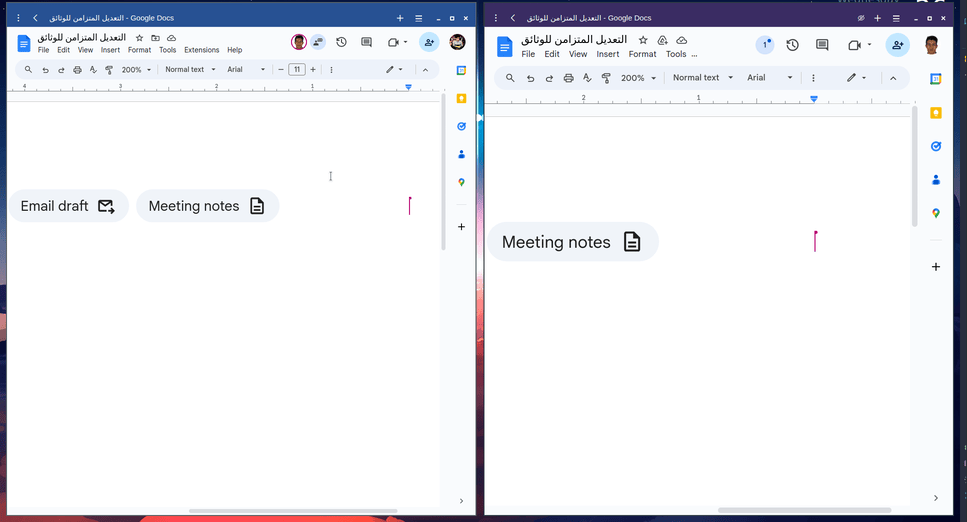 التعديل المتزامن للوثائق - Google Docs
التعديل المتزامن للوثائق
File Edit View Insert Format Tools Extensions Help
200% Normal text Arial 11
4 3 2 1
Email draft Meeting notes
التعديل المتزامن للوثائق - Google Docs
التعديل المتزامن للوثائق
1
File Edit View Insert Format Tools ...
200% Normal text Arial
2 1
Meeting notes